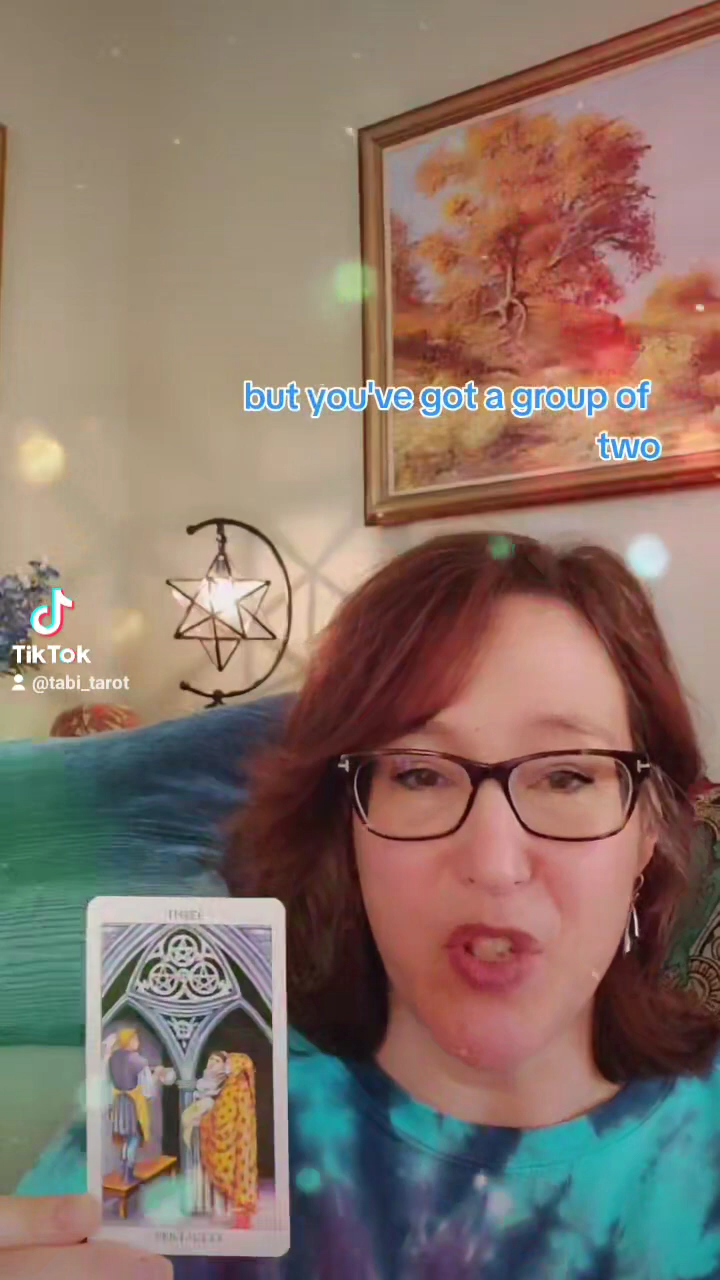 but you've got a group of
two
TikTok
@tabi_tarot
THREE
PENTACLES